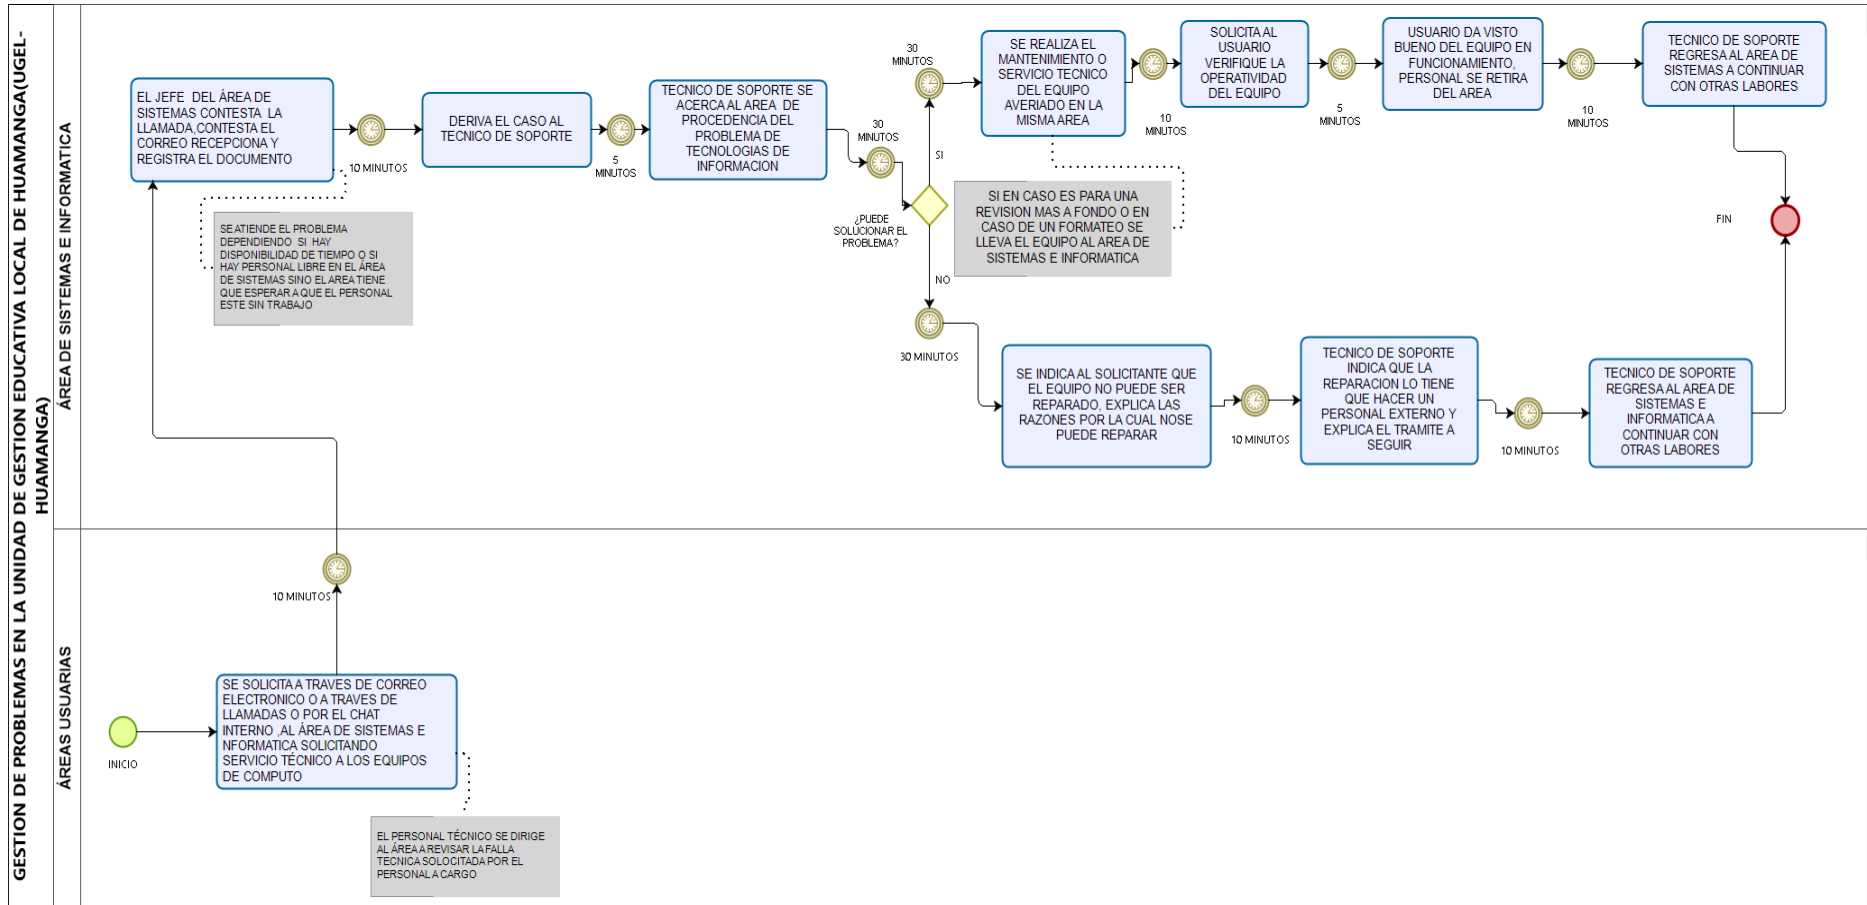 GESTION DE PROBLEMAS EN LA UNIDAD DE GESTION EDUCATIVA LOCAL DE HUAMANGA(UGEL-
HUAMANGA)
ÁREA DE SISTEMAS E INFORMATICA
EL JEFE DEL ÁREA DE
SISTEMAS CONTESTA LA
LLAMADA,CONTESTA EL
CORREO RECEPCIONA Y
REGISTRA EL DOCUMENTO
10 MINUTOS
SE ATIENDE EL PROBLEMA
DEPENDIENDO SI HAY
DISPONIBILIDAD DE TIEMPO O SI
HAY PERSONAL LIBRE EN EL ÁREA
DE SISTEMAS SINO EL AREA TIENE
QUE ESPERAR A QUE EL PERSONAL
ESTE SIN TRABAJO
DERIVA EL CASO AL
TECNICO DE SOPORTE
5
MINUTOS
TECNICO DE SOPORTE SE
ACERCA AL AREA DE
PROCEDENCIA DEL
PROBLEMA DE
TECNOLOGIAS DE
INFORMACION
30
MINUTOS
¿PUEDE
SOLUCIONAR EL
PROBLEMA?
SI
30
MINUTOS
SE REALIZA EL
MANTENIMIENTO O
SERVICIO TECNICO
DEL EQUIPO
AVERIADO EN LA
MISMA AREA
SI EN CASO ES PARA UNA
REVISION MAS A FONDO O EN
CASO DE UN FORMATEO SE
LLEVA EL EQUIPO AL AREA DE
SISTEMAS E INFORMATICA
10
MINUTOS
SOLICITA AL
USUARIO
VERIFIQUE LA
OPERATIVIDAD
DEL EQUIPO
5
MINUTOS
USUARIO DA VISTO
BUENO DEL EQUIPO EN
FUNCIONAMIENTO,
PERSONAL SE RETIRA
DEL AREA
10
MINUTOS
TECNICO DE SOPORTE
REGRESA AL AREA DE
SISTEMAS A CONTINUAR
CON OTRAS LABORES
FIN
NO
30 MINUTOS
SE INDICA AL SOLICITANTE QUE
EL EQUIPO NO PUEDE SER
REPARADO, EXPLICA LAS
RAZONES POR LA CUAL NOSE
PUEDE REPARAR
10 MINUTOS
TECNICO DE SOPORTE
INDICA QUE LA
REPARACION LO TIENE
QUE HACER UN
PERSONAL EXTERNO Y
EXPLICA EL TRAMITE A
SEGUIR
10 MINUTOS
TECNICO DE SOPORTE
REGRESA AL AREA DE
SISTEMAS E
INFORMATICA A
CONTINUAR CON
OTRAS LABORES
ÁREAS USUARIAS
10 MINUTOS
INICIO
SE SOLICITA A TRAVES DE CORREO
ELECTRONICO O A TRAVES DE
LLAMADAS O POR EL CHAT
INTERNO ,AL ÁREA DE SISTEMAS E
NFORMATICA SOLICITANDO
SERVICIO TÉCNICO A LOS EQUIPOS
DE COMPUTO
EL PERSONAL TÉCNICO SE DIRIGE
AL ÁREA A REVISAR LA FALLA
TECNICA SOLOCITADA POR EL
PERSONAL A CARGO